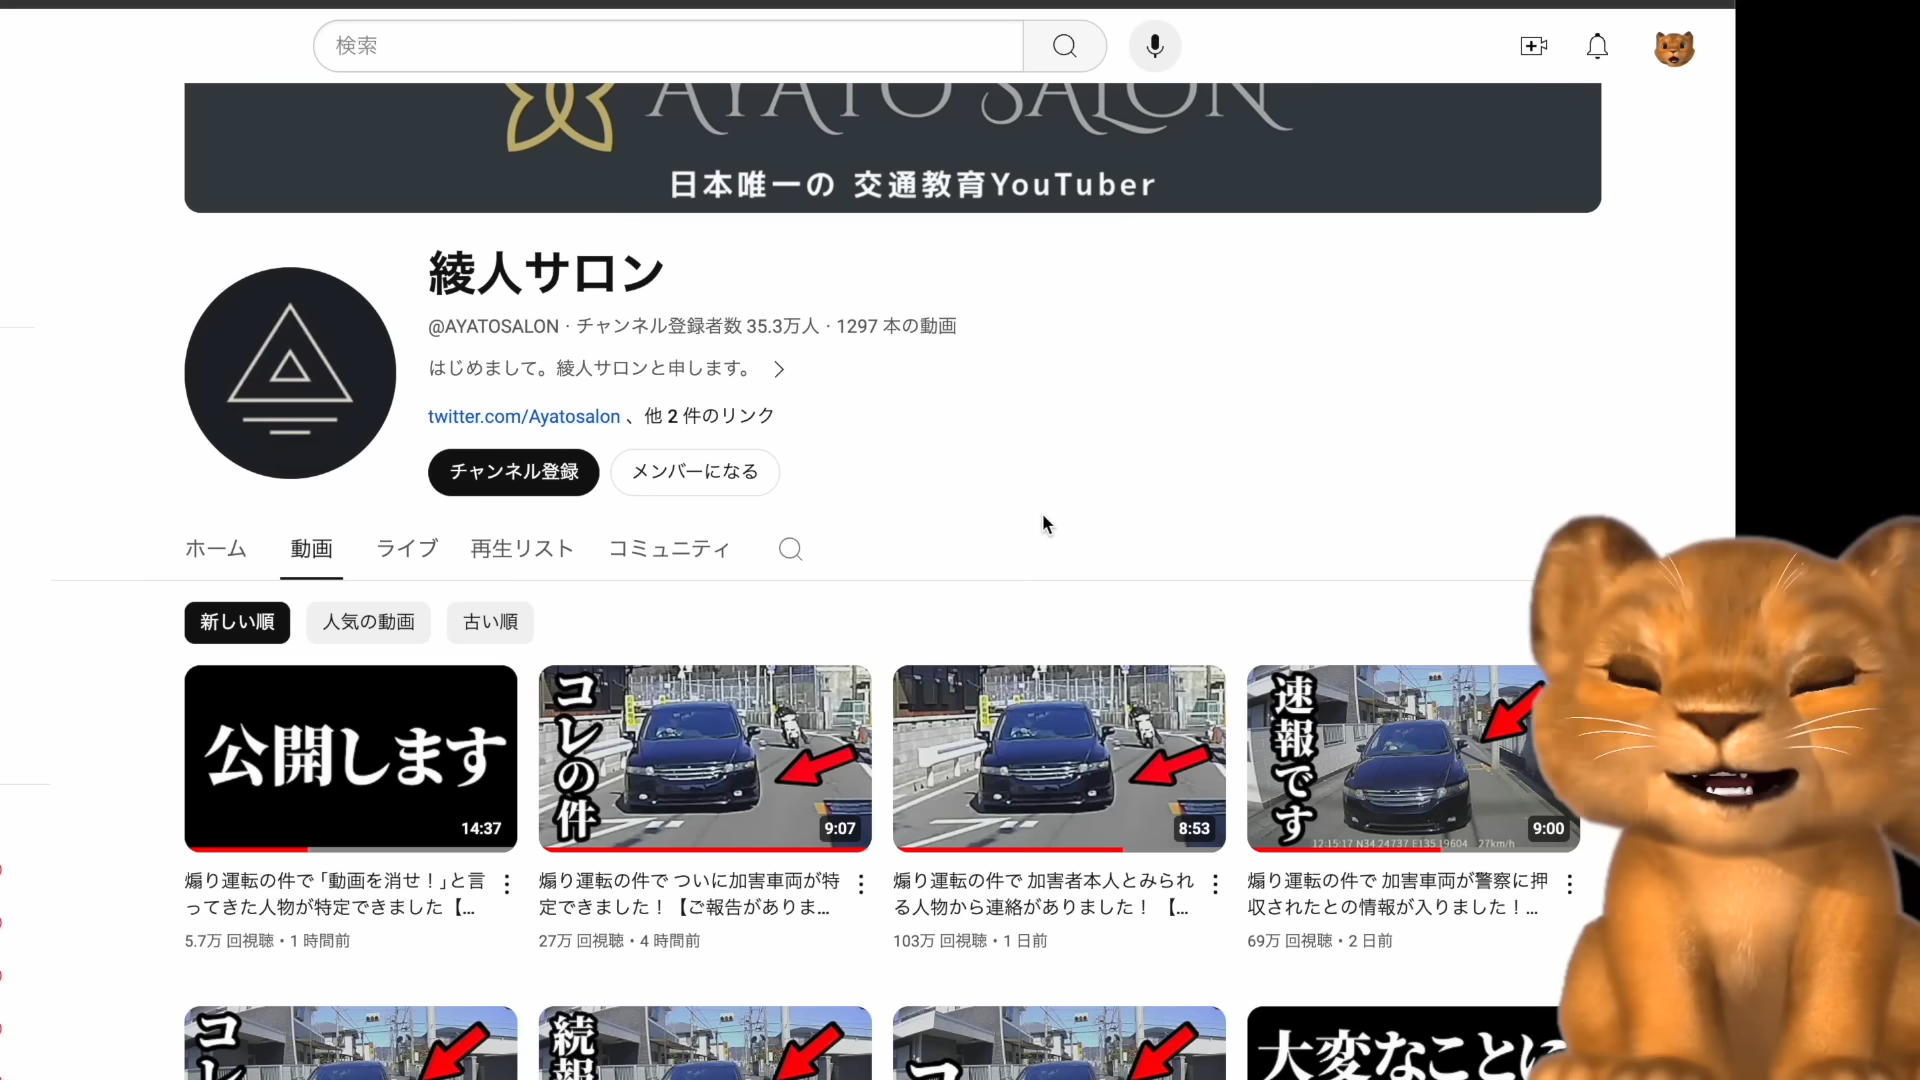 検索
AYATO SALON
日本唯一の 交通教育YouTuber
綾人サロン
@AYATOSALON · チャンネル登録者数 35.3万人 · 1297 本の動画
はじめまして。綾人サロンと申します。
twitter.com/Ayatosalon 、他 2 件のリンク
チャンネル登録
メンバーになる
ホーム
動画
ライブ
再生リスト
コミュニティ
新しい順
人気の動画
古い順
公開します
14:37
コレの件
9:07
8:53
速報です
12:15:17 N34.24737 E135.19604 27km/h
9:00
煽り運転の件で「動画を消せ！」と言
ってきた人物が特定できました【...
5.7万 回視聴・1 時間前
煽り運転の件で ついに加害車両が特
定できました！【ご報告がありま...
27万 回視聴・4 時間前
煽り運転の件で 加害者本人とみられ
る人物から連絡がありました！ 【...
103万 回視聴・1 日前
煽り運転の件で 加害車両が警察に押
収されたとの情報が入りました！...
69万 回視聴・2 日前
コレ
続報
コ
大変なことに